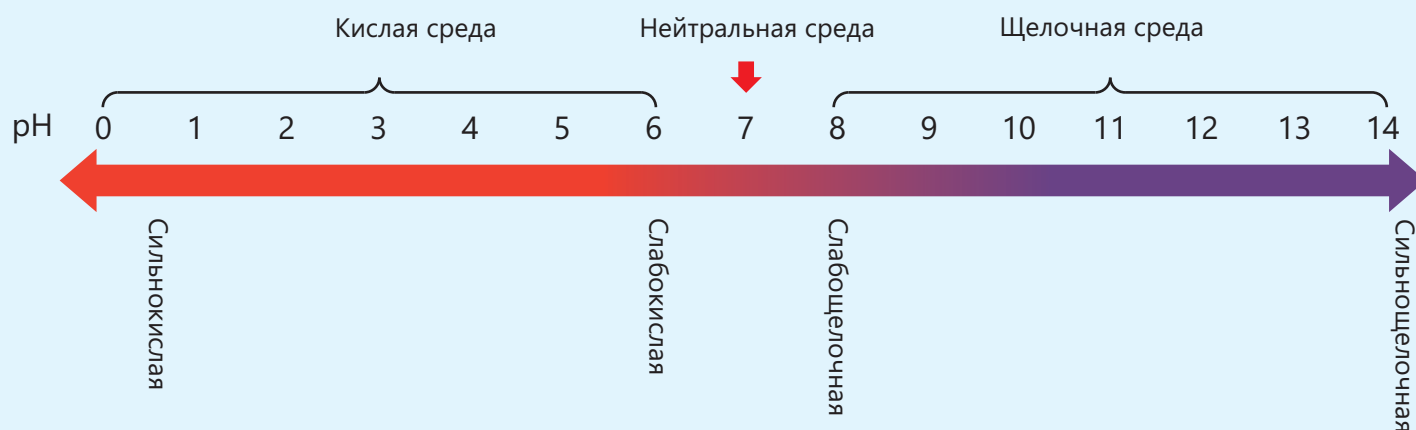 Кислая среда Нейтральная среда Щелочная среда
pH 0 1 2 3 4 5 6 7 8 9 10 11 12 13 14
Сильнокислая
Слабокислая
Слабощелочная
Сильнощелочная